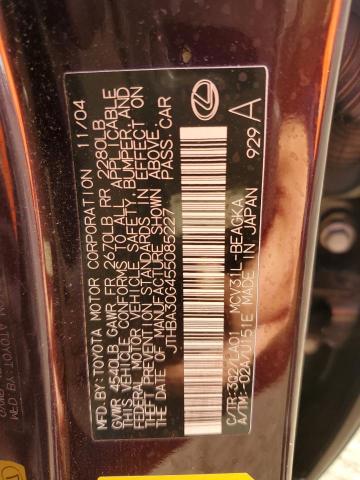 MFD. BY: TOYOTA MOTOR CORPORATION 11/04
GVWR 4540LB GAWR FR 2670LB RR 2280LB
THIS VEHICLE CONFORMS TO ALL APPLICABLE
FEDERAL MOTOR VEHICLE SAFETY, BUMPER, AND
THEFT PREVENTION STANDARDS IN EFFECT ON
THE DATE OF MANUFACTURE SHOWN ABOVE.
JTHBA30G455085227 PASS CAR
C/TR: 3Q2/LA01 MCV31L-BEAGKA 929 A
A/TM: -02A/U151E MADE IN JAPAN